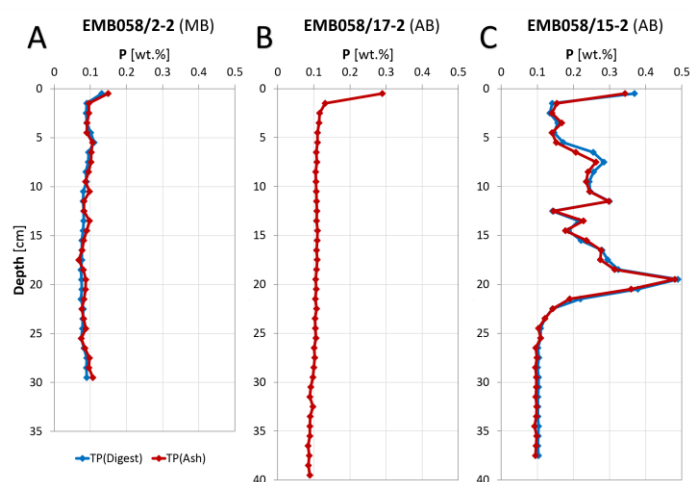 A EMB058/2-2 (MB)
P [wt.%]
0 0.1 0.2 0.3 0.4 0.5
0
5
10
15
20
25
30
35
Depth [cm]
TP(Digest) TP(Ash)
B EMB058/17-2 (AB)
P [wt.%]
0 0.1 0.2 0.3 0.4 0.5
0
5
10
15
20
25
30
35
40
C EMB058/15-2 (AB)
P [wt.%]
0 0.1 0.2 0.3 0.4 0.5
0
5
10
15
20
25
30
35
40